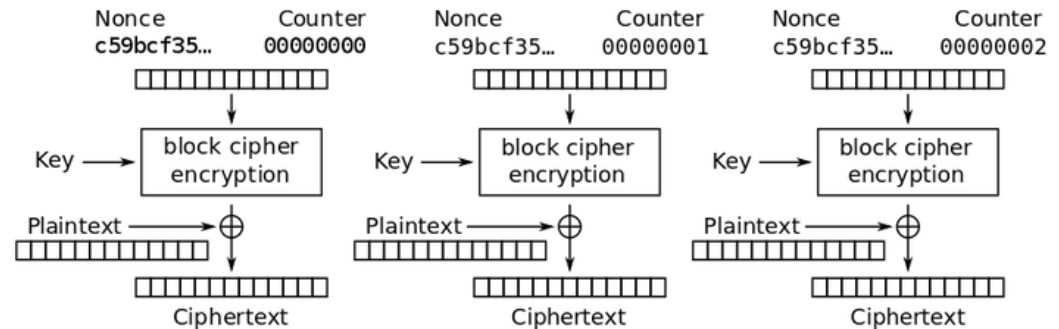 Nonce Counter Nonce Counter Nonce Counter
c59bcf35… 00000000 c59bcf35… 00000001 c59bcf35… 00000002
Key block cipher encryption Key block cipher encryption Key block cipher encryption
Plaintext Plaintext Plaintext
Ciphertext Ciphertext Ciphertext